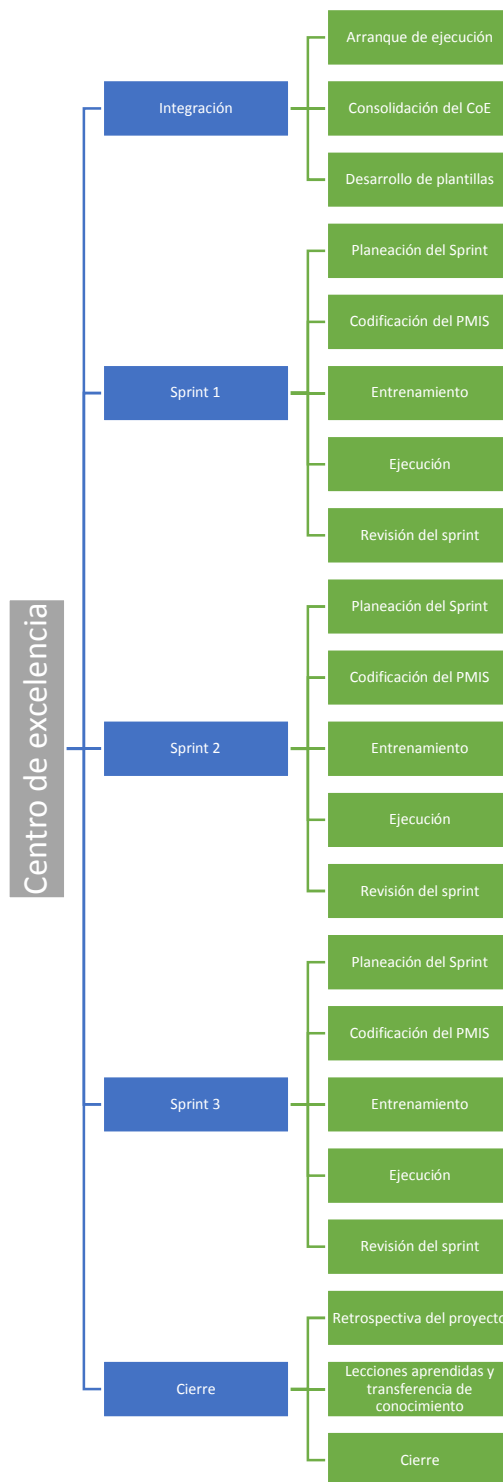 Centro de excelencia
Integración
Arranque de ejecución
Consolidación del CoE
Desarrollo de plantillas
Sprint 1
Planeación del Sprint
Codificación del PMIS
Entrenamiento
Ejecución
Revisión del sprint
Sprint 2
Planeación del Sprint
Codificación del PMIS
Entrenamiento
Ejecución
Revisión del sprint
Sprint 3
Planeación del Sprint
Codificación del PMIS
Entrenamiento
Ejecución
Revisión del sprint
Cierre
Retrospectiva del proyecto
Lecciones aprendidas y
transferencia de
conocimiento
Cierre